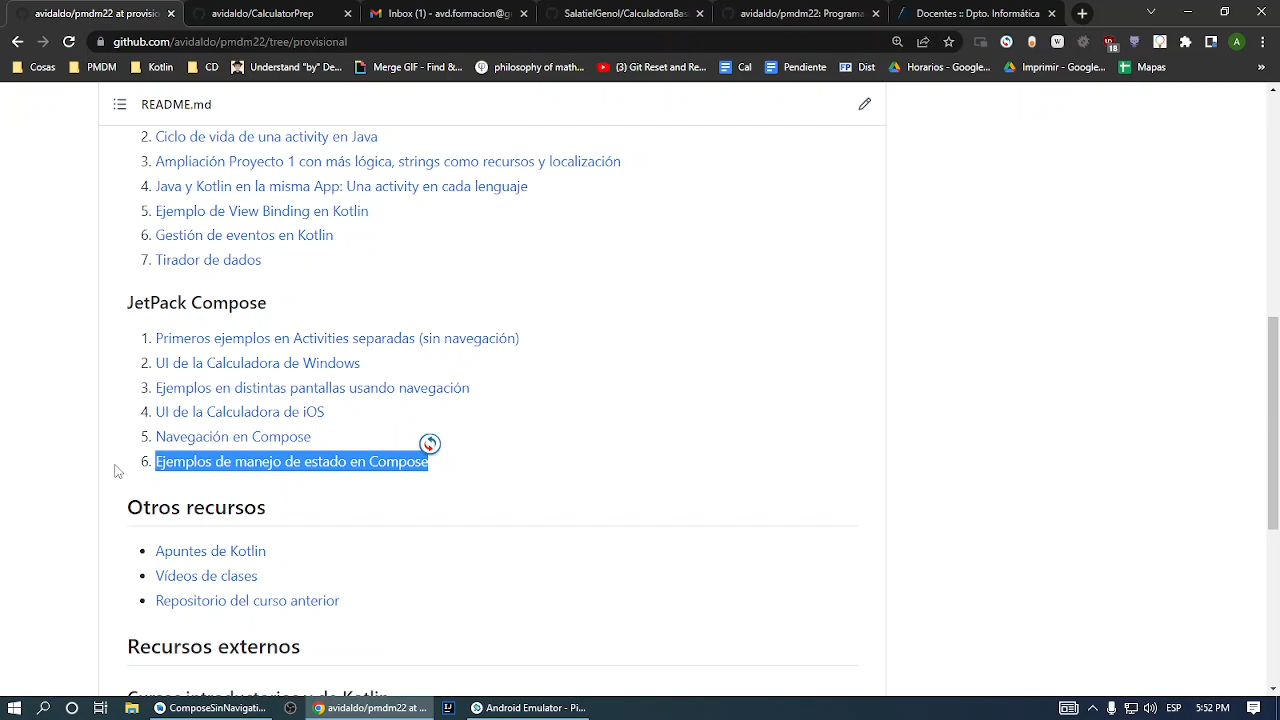 avidaldo/pmdm22 at provisi
avidaldo/CalculatorPrep
Inbox (1) - avd.formacion@g
SalatielGenol/CalculadoraBas
avidaldo/pmdm22: Programa
Docentes :: Dpto. Informática
github.com/avidaldo/pmdm22/tree/provisional
18
A
Cosas
PMDM
Kotlin
CD
Understand "by" De...
Merge GIF - Find &...
philosophy of math...
(3) Git Reset and Re...
Cal
Pendiente
FP Dist
Horarios - Google...
Imprimir - Google...
Mapas
»
README.md
2. Ciclo de vida de una activity en Java
3. Ampliación Proyecto 1 con más lógica, strings como recursos y localización
4. Java y Kotlin en la misma App: Una activity en cada lenguaje
5. Ejemplo de View Binding en Kotlin
6. Gestión de eventos en Kotlin
7. Tirador de dados
JetPack Compose
1. Primeros ejemplos en Activities separadas (sin navegación)
2. UI de la Calculadora de Windows
3. Ejemplos en distintas pantallas usando navegación
4. UI de la Calculadora de iOS
5. Navegación en Compose
6. Ejemplos de manejo de estado en Compose
Otros recursos
• Apuntes de Kotlin
• Vídeos de clases
• Repositorio del curso anterior
Recursos externos
Cursos introductorios y de Kotlin
ComposeSinNavigati...
avidaldo/pmdm22 at ...
Android Emulator - Pi...
ESP
5:52 PM